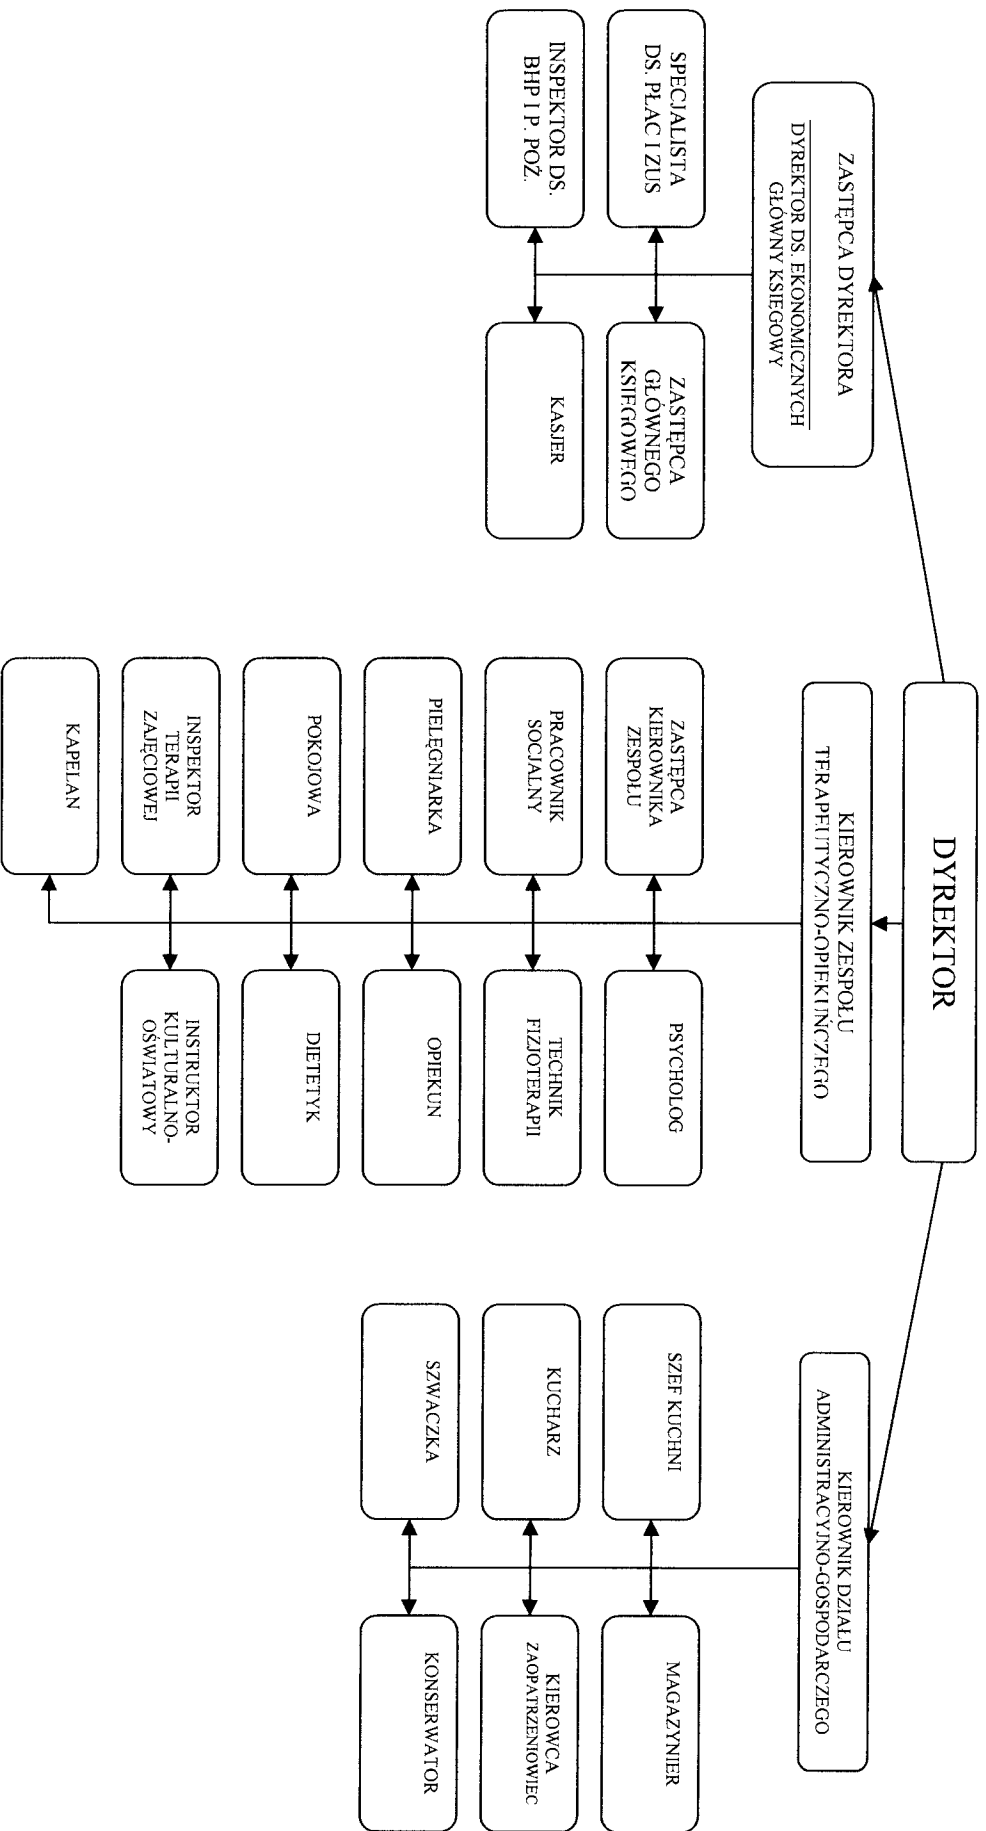 DYREKTOR
ZASTĘPCA DYREKTORA
DYREKTOR DS. EKONOMICZNYCH
GŁÓWNY KSIĘGOWY
SPECJALISTA
DS. PŁAC I ZUS
ZASTĘPCA
GŁÓWNEGO
KSIĘGOWEGO
INSPEKTOR DS.
BHP I P. POŻ.
KASJER
KIEROWNIK ZESPOŁU
TERAPEUTYCZNO-OPIEKUŃCZEGO
ZASTĘPCA
KIEROWNIKA
ZESPOŁU
PSYCHOLOG
PRACOWNIK
SOCJALNY
TECHNIK
FIZJOTERAPII
PIELĘGNIARKA
OPIEKUN
POKOJOWA
DIETETYK
INSPEKTOR
TERAPII
ZAJĘCIOWEJ
INSTRUKTOR
KULTURALNO-
OŚWIATOWY
KAPELAN
KIEROWNIK DZIAŁU
ADMINISTRACYJNO-GOSPODARCZEGO
SZEF KUCHNI
MAGAZYNIER
KUCHARZ
KIEROWCA
ZAOPATRZENIOWIEC
SZWACZKA
KONSERWATOR